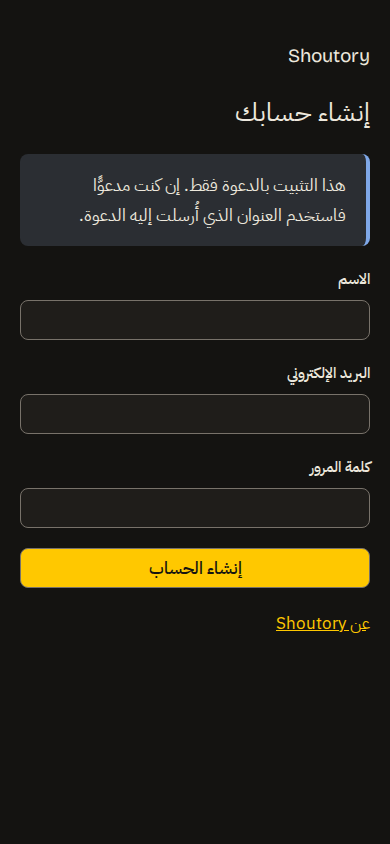 Shoutory
إنشاء حسابك
هذا التثبيت بالدعوة فقط. إن كنت مدعوًّا
فاستخدم العنوان الذي أُرسلت إليه الدعوة.
الاسم
البريد الإلكتروني
كلمة المرور
إنشاء الحساب
عن Shoutory